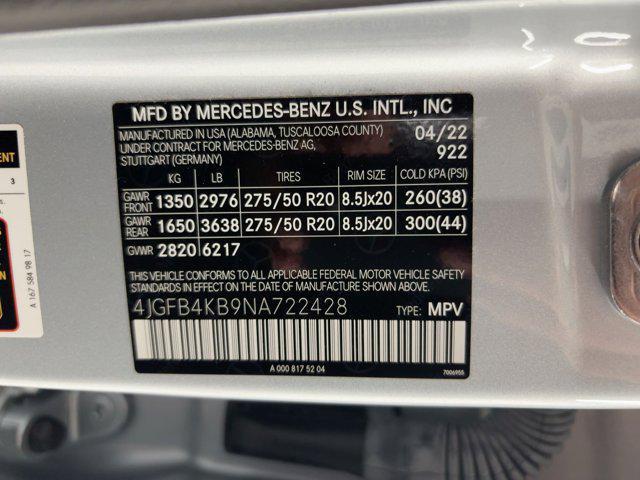 MFD BY MERCEDES-BENZ U.S. INTL., INC
MANUFACTURED IN USA (ALABAMA, TUSCALOOSA COUNTY) 04/22
UNDER CONTRACT FOR MERCEDES-BENZ AG, 922
STUTTGART (GERMANY)
KG LB TIRES RIM SIZE COLD KPA (PSI)
GAWR FRONT 1350 2976 275/50 R20 8.5Jx20 260(38)
GAWR REAR 1650 3638 275/50 R20 8.5Jx20 300(44)
GVWR 2820 6217
THIS VEHICLE CONFORMS TO ALL APPLICABLE FEDERAL MOTOR VEHICLE SAFETY
STANDARDS IN EFFECT ON THE DATE OF MANUFACTURE SHOWN ABOVE.
4JGFB4KB9NA722428 TYPE: MPV
A 000 817 52 04
7006955
ENT
3
A 167 584 98 17